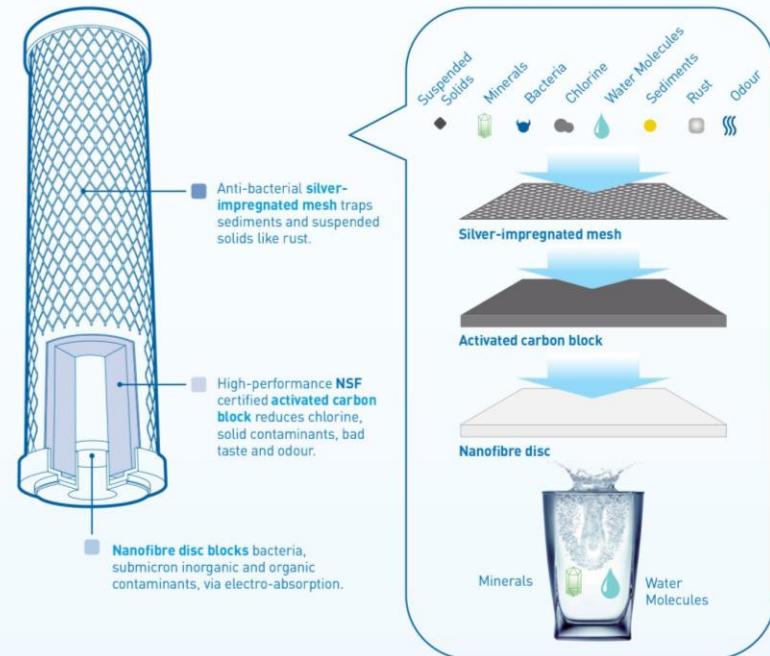 Anti-bacterial silver-
impregnated mesh traps
sediments and suspended
solids like rust.
High-performance NSF
certified activated carbon
block reduces chlorine,
solid contaminants, bad
taste and odour.
Nanofibre disc blocks bacteria,
submicron inorganic and organic
contaminants, via electro-absorption.
Suspended
Solids
Minerals
Bacteria
Chlorine
Water Molecules
Sediments
Rust
Odour
Silver-impregnated mesh
Activated carbon block
Nanofibre disc
Minerals
Water
Molecules